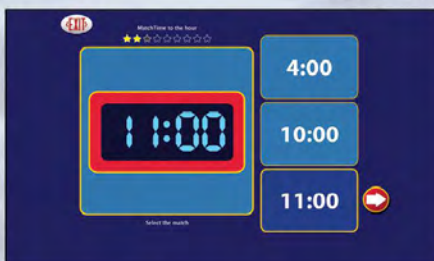 EXIT
MatchTime to the hour
11:00
Select the match
4:00
10:00
11:00